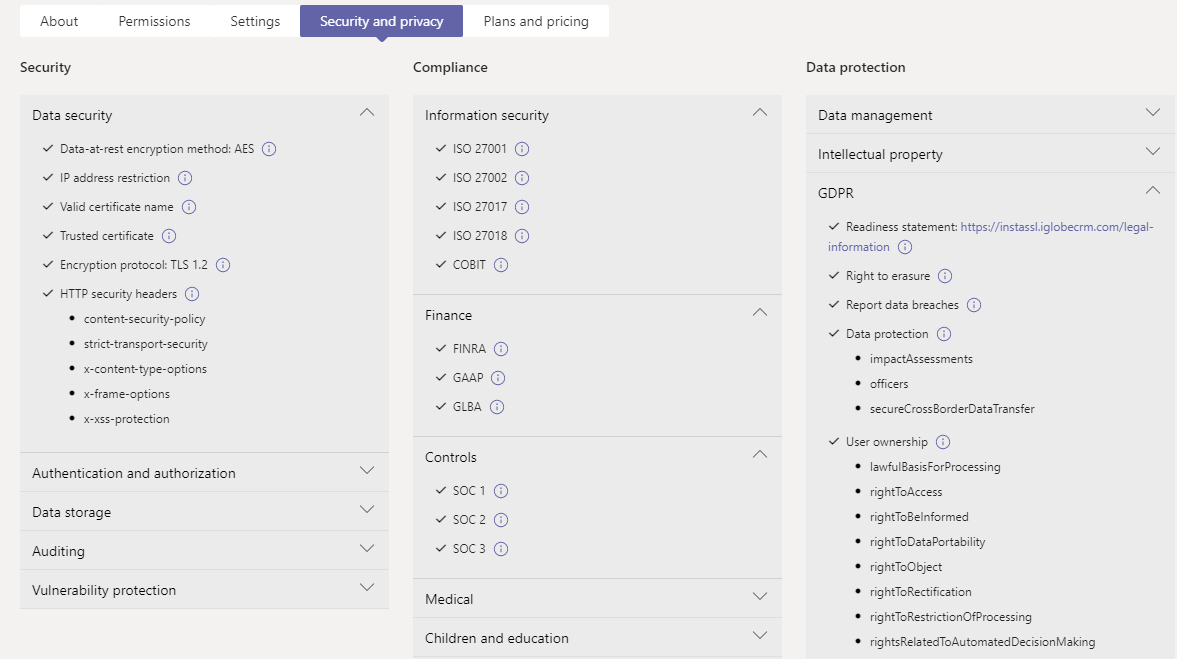 About Permissions Settings Security and privacy Plans and pricing
Security
Data security
Data-at-rest encryption method: AES
IP address restriction
Valid certificate name
Trusted certificate
Encryption protocol: TLS 1.2
HTTP security headers
content-security-policy
strict-transport-security
x-content-type-options
x-frame-options
x-xss-protection
Authentication and authorization
Data storage
Auditing
Vulnerability protection
Compliance
Information security
ISO 27001
ISO 27002
ISO 27017
ISO 27018
COBIT
Finance
FINRA
GAAP
GLBA
Controls
SOC 1
SOC 2
SOC 3
Medical
Children and education
Data protection
Data management
Intellectual property
GDPR
Readiness statement: https://instassl.iglobecrm.com/legal-
information
Right to erasure
Report data breaches
Data protection
impactAssessments
officers
secureCrossBorderDataTransfer
User ownership
lawfulBasisForProcessing
rightToAccess
rightToBeInformed
rightToDataPortability
rightToObject
rightToRectification
rightToRestrictionOfProcessing
rightsRelatedToAutomatedDecisionMaking